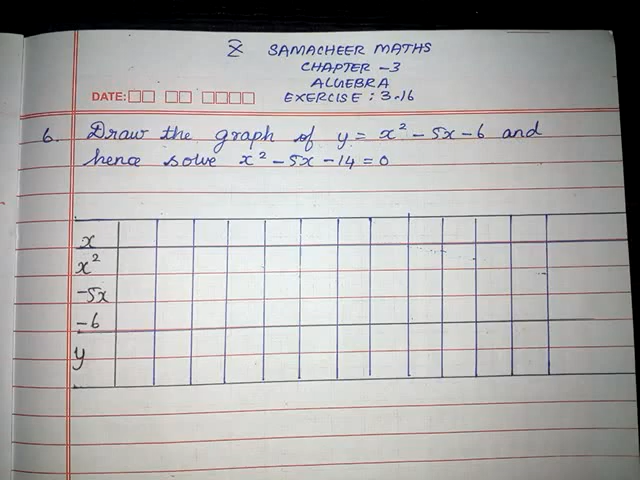 X SAMACHEER MATHS
CHAPTER -3
ALGEBRA
DATE:
EXERCISE : 3.16
6. Draw the graph of y = x² - 5x - 6 and
hence solve x² - 5x - 14 = 0
x
x²
-5x
-6
y